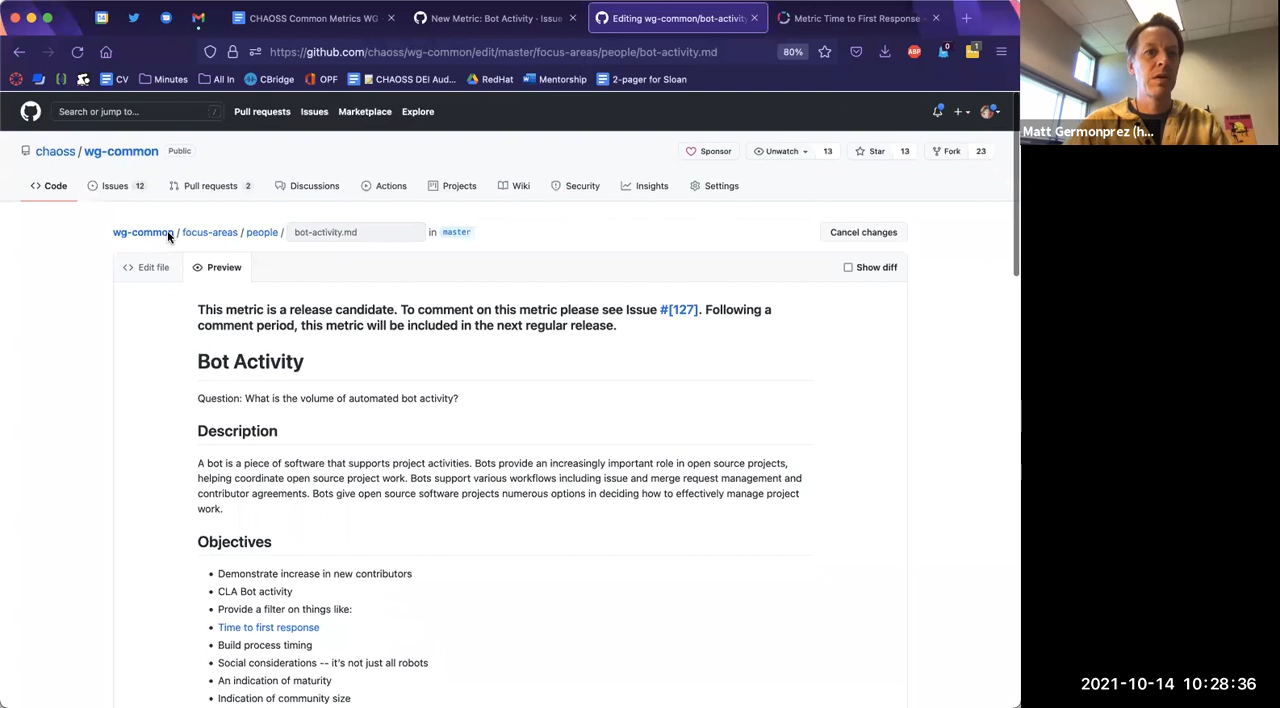 CHAOSS Common Metrics WG
New Metric: Bot Activity - Issue
Editing wg-common/bot-activity
Metric Time to First Response -
https://github.com/chaoss/wg-common/edit/master/focus-areas/people/bot-activity.md
80%
CV
Minutes
All In
CBridge
OPF
CHAOSS DEI Aud...
RedHat
Mentorship
2-pager for Sloan
Search or jump to...
/
Pull requests
Issues
Marketplace
Explore
chaoss / wg-common
Public
Sponsor
Unwatch
13
Star
13
Fork
23
Code
Issues 12
Pull requests 2
Discussions
Actions
Projects
Wiki
Security
Insights
Settings
wg-common / focus-areas / people / bot-activity.md in master
Cancel changes
Edit file
Preview
Show diff
This metric is a release candidate. To comment on this metric please see Issue #[127]. Following a
comment period, this metric will be included in the next regular release.
Bot Activity
Question: What is the volume of automated bot activity?
Description
A bot is a piece of software that supports project activities. Bots provide an increasingly important role in open source projects,
helping coordinate open source project work. Bots support various workflows including issue and merge request management and
contributor agreements. Bots give open source software projects numerous options in deciding how to effectively manage project
work.
Objectives
• Demonstrate increase in new contributors
• CLA Bot activity
• Provide a filter on things like:
• Time to first response
• Build process timing
• Social considerations -- it's not just all robots
• An indication of maturity
• Indication of community size
Matt Germonprez (h...
2021-10-14 10:28:36